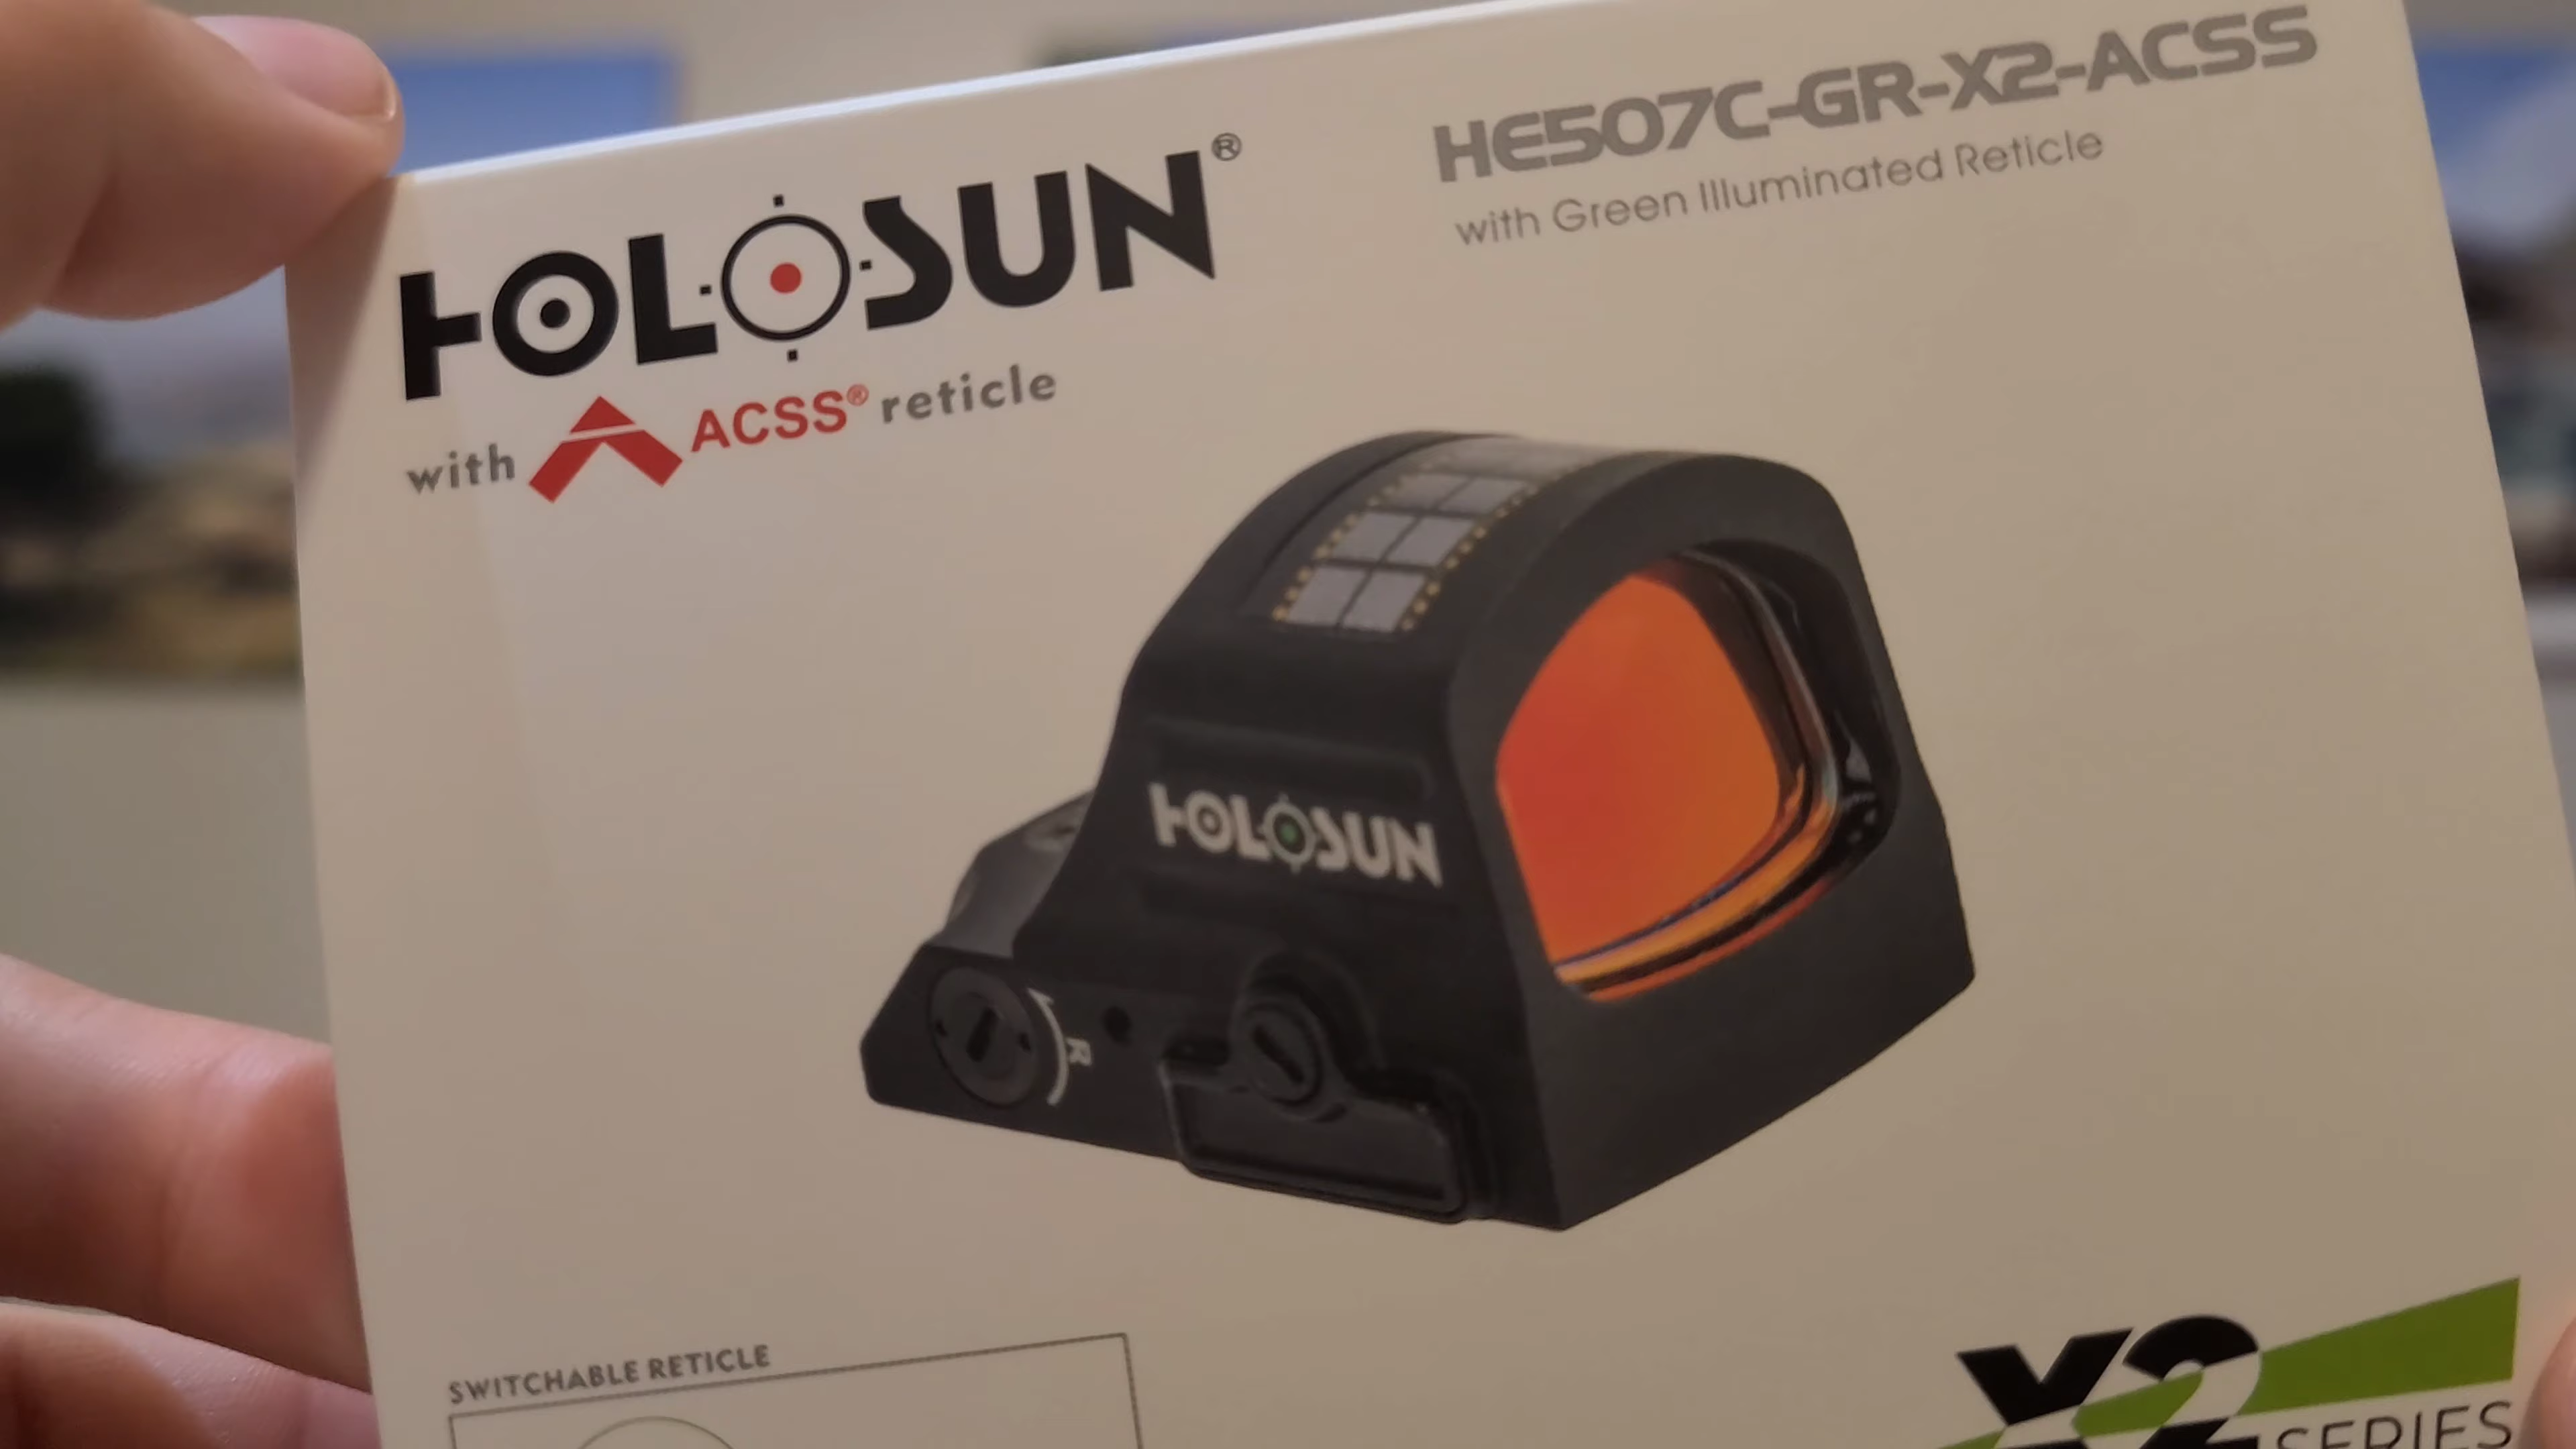 HOLOSUN®
with ACSS® reticle
HE507C-GR-X2-ACSS
with Green Illuminated Reticle
HOLOSUN
R
SWITCHABLE RETICLE
X2
SERIES